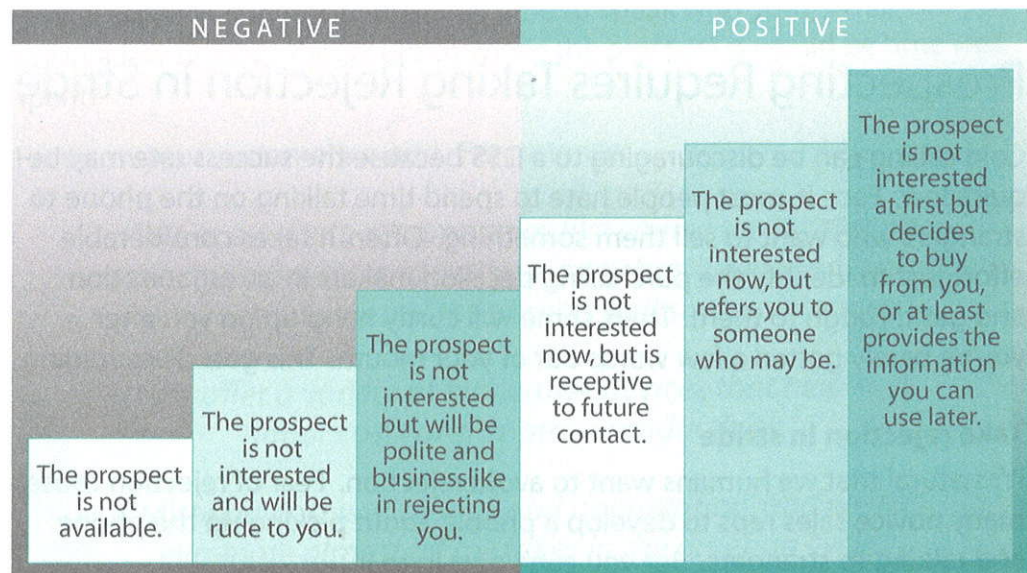 NEGATIVE
POSITIVE
The prospect
is not
available.
The prospect
is not
interested
and will be
rude to you.
The prospect
is not
interested
but will be
polite and
businesslike
in rejecting
you.
The prospect
is not
interested
now, but is
receptive
to future
contact.
The prospect
is not
interested
now, but
refers you to
someone
who may be.
The prospect
is not
interested
at first but
decides
to buy
from you,
or at least
provides the
information
you can
use later.